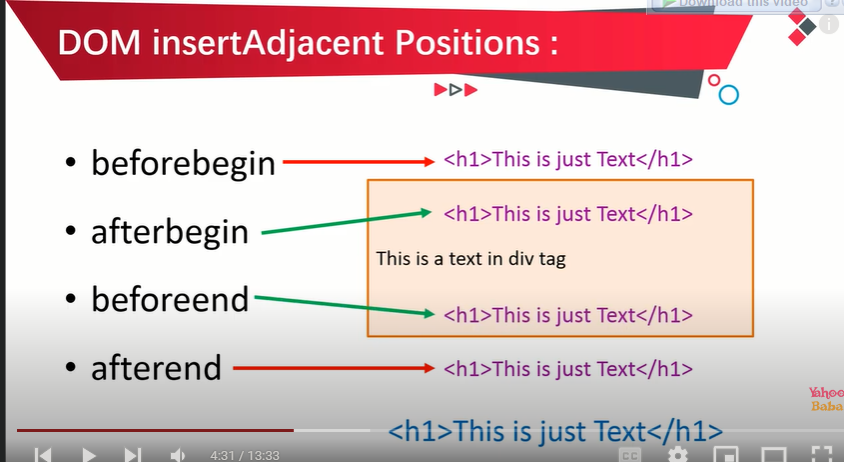 Download this video
DOM insertAdjacent Positions :
• beforebegin
<h1>This is just Text</h1>
• afterbegin
<h1>This is just Text</h1>
This is a text in div tag
• beforeend
<h1>This is just Text</h1>
• afterend
<h1>This is just Text</h1>
Yahoo
Baba
<h1>This is just Text</h1>
4:31 / 13:33
CC